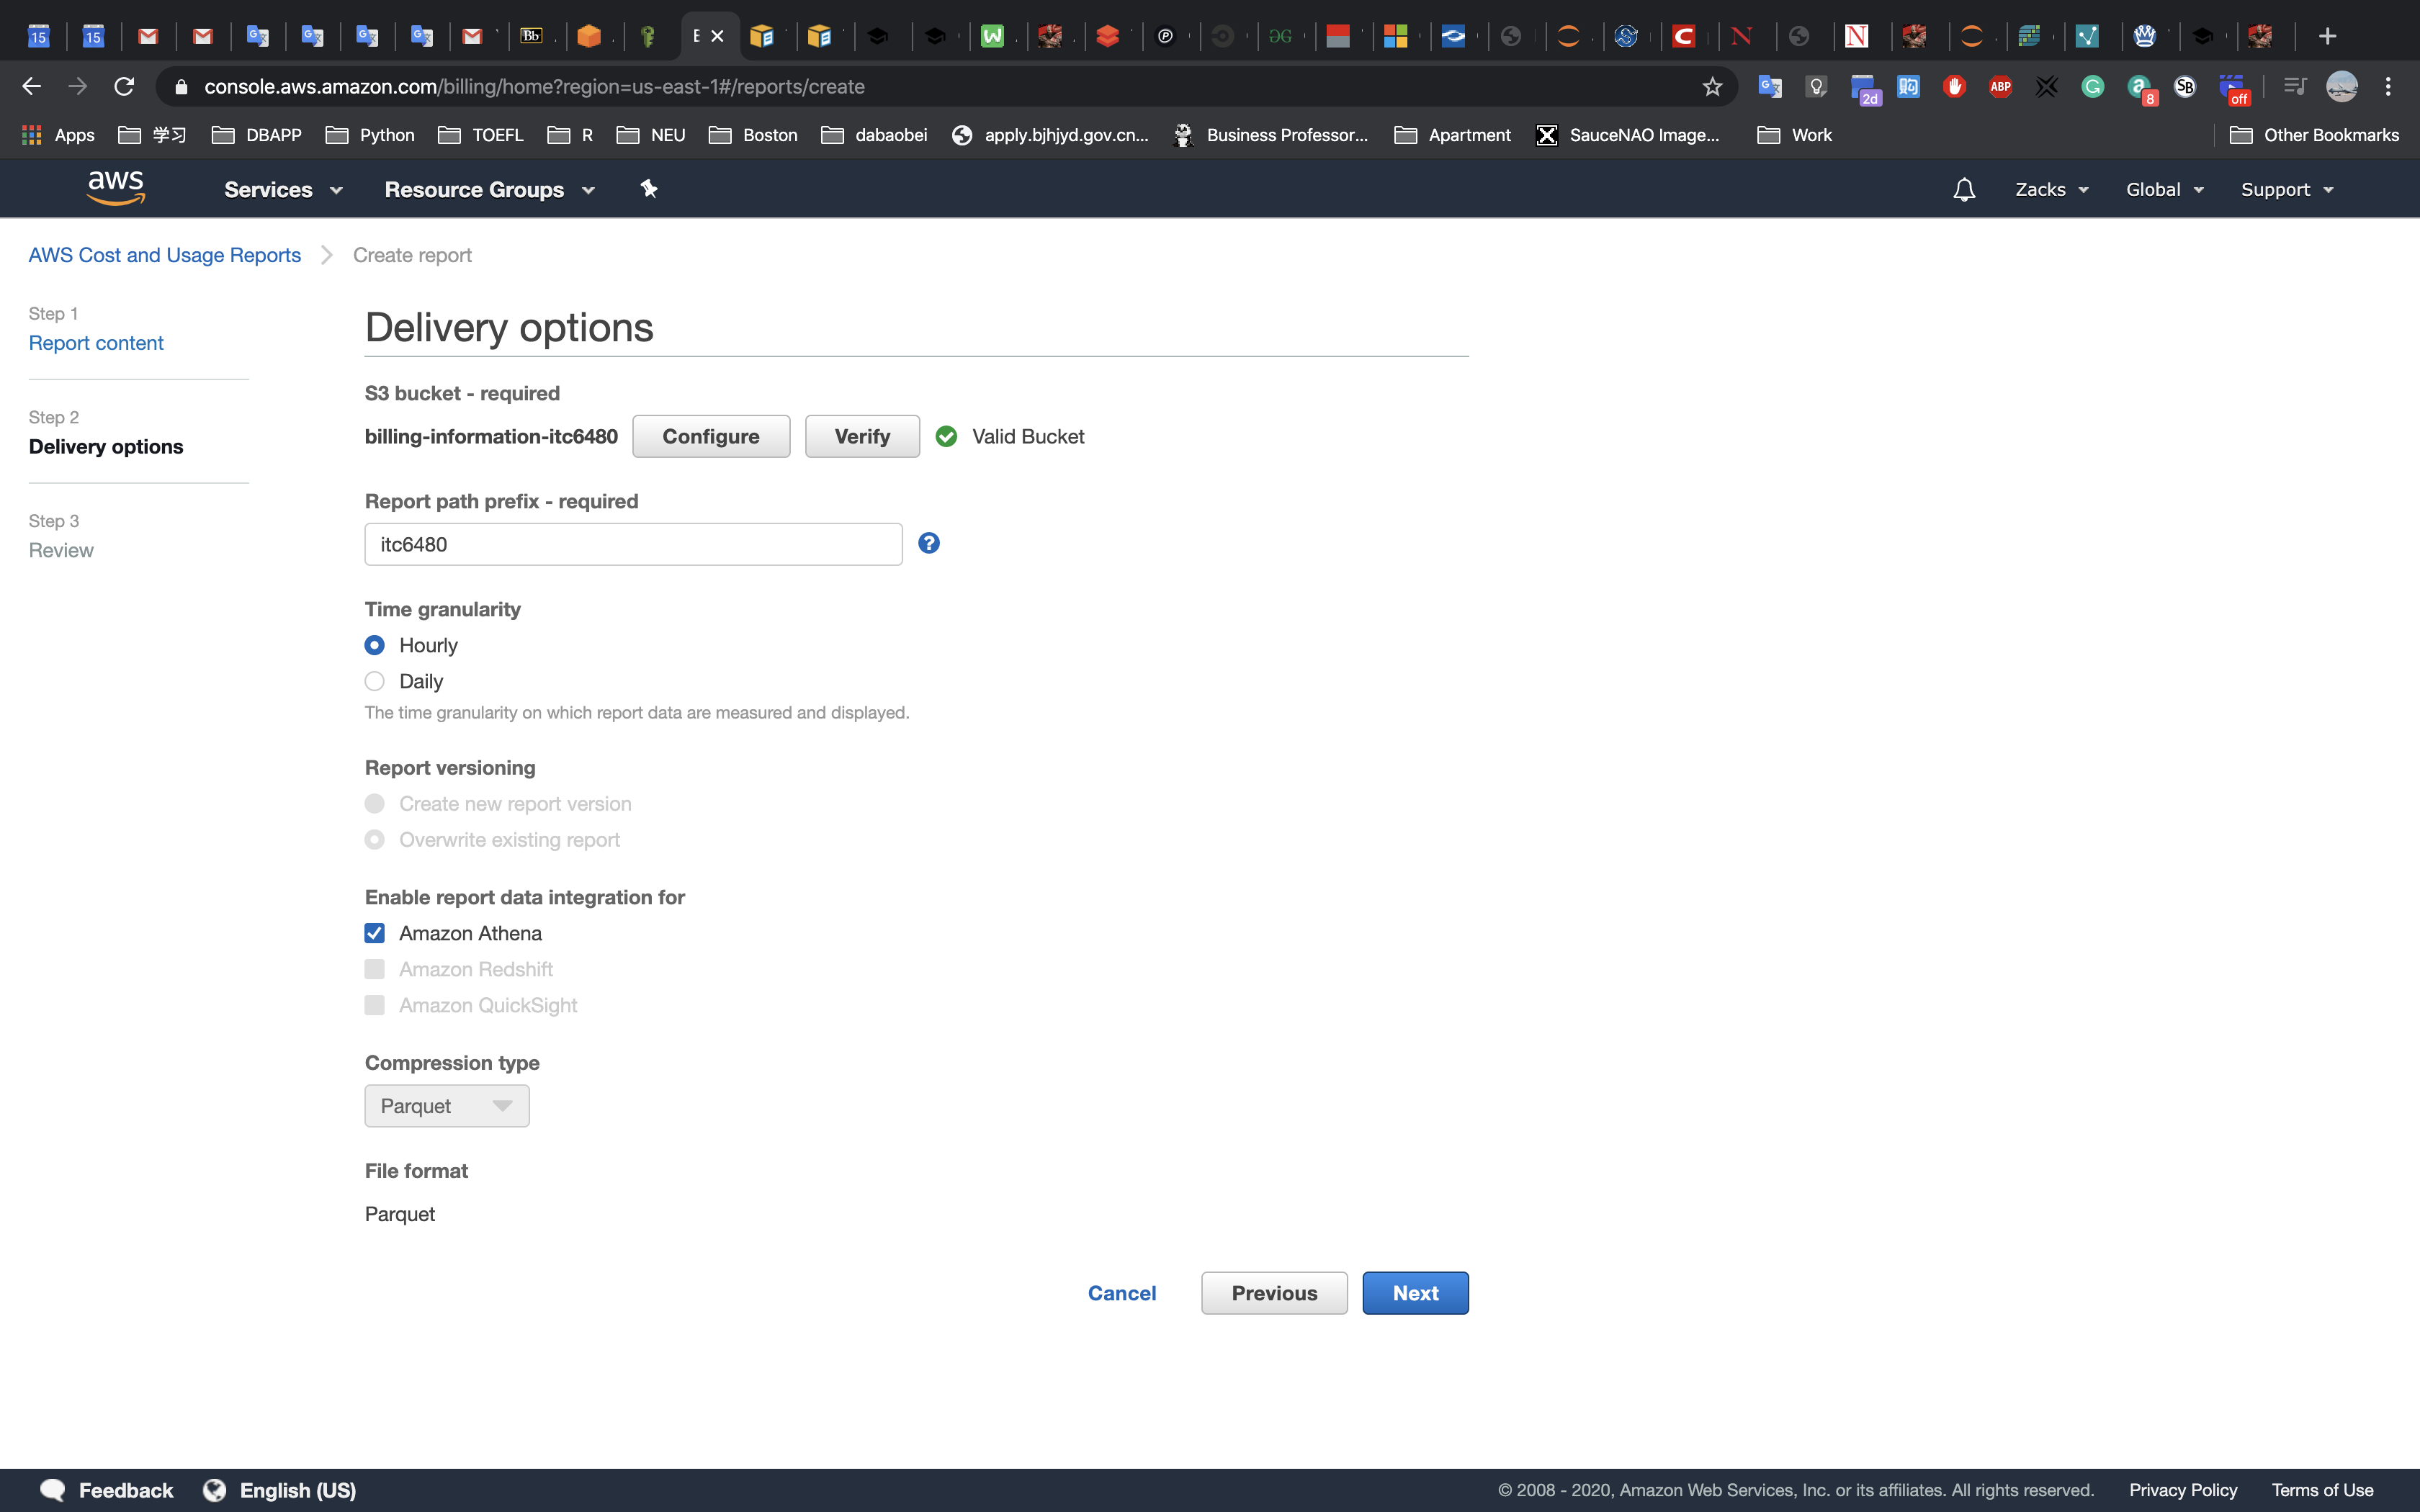 console.aws.amazon.com/billing/home?region=us-east-1#/reports/create
Apps 学习 DBAPP Python TOEFL R NEU Boston dabaobei apply.bjhjyd.gov.cn... Business Professor... Apartment SauceNAO Image... Work Other Bookmarks
aws Services Resource Groups Zacks Global Support
AWS Cost and Usage Reports Create report
Step 1
Report content
Step 2
Delivery options
Step 3
Review
Delivery options
S3 bucket - required
billing-information-itc6480 Configure Verify Valid Bucket
Report path prefix - required
itc6480
Time granularity
Hourly
Daily
The time granularity on which report data are measured and displayed.
Report versioning
Create new report version
Overwrite existing report
Enable report data integration for
Amazon Athena
Amazon Redshift
Amazon QuickSight
Compression type
Parquet
File format
Parquet
Cancel Previous Next
Feedback English (US) © 2008 - 2020, Amazon Web Services, Inc. or its affiliates. All rights reserved. Privacy Policy Terms of Use